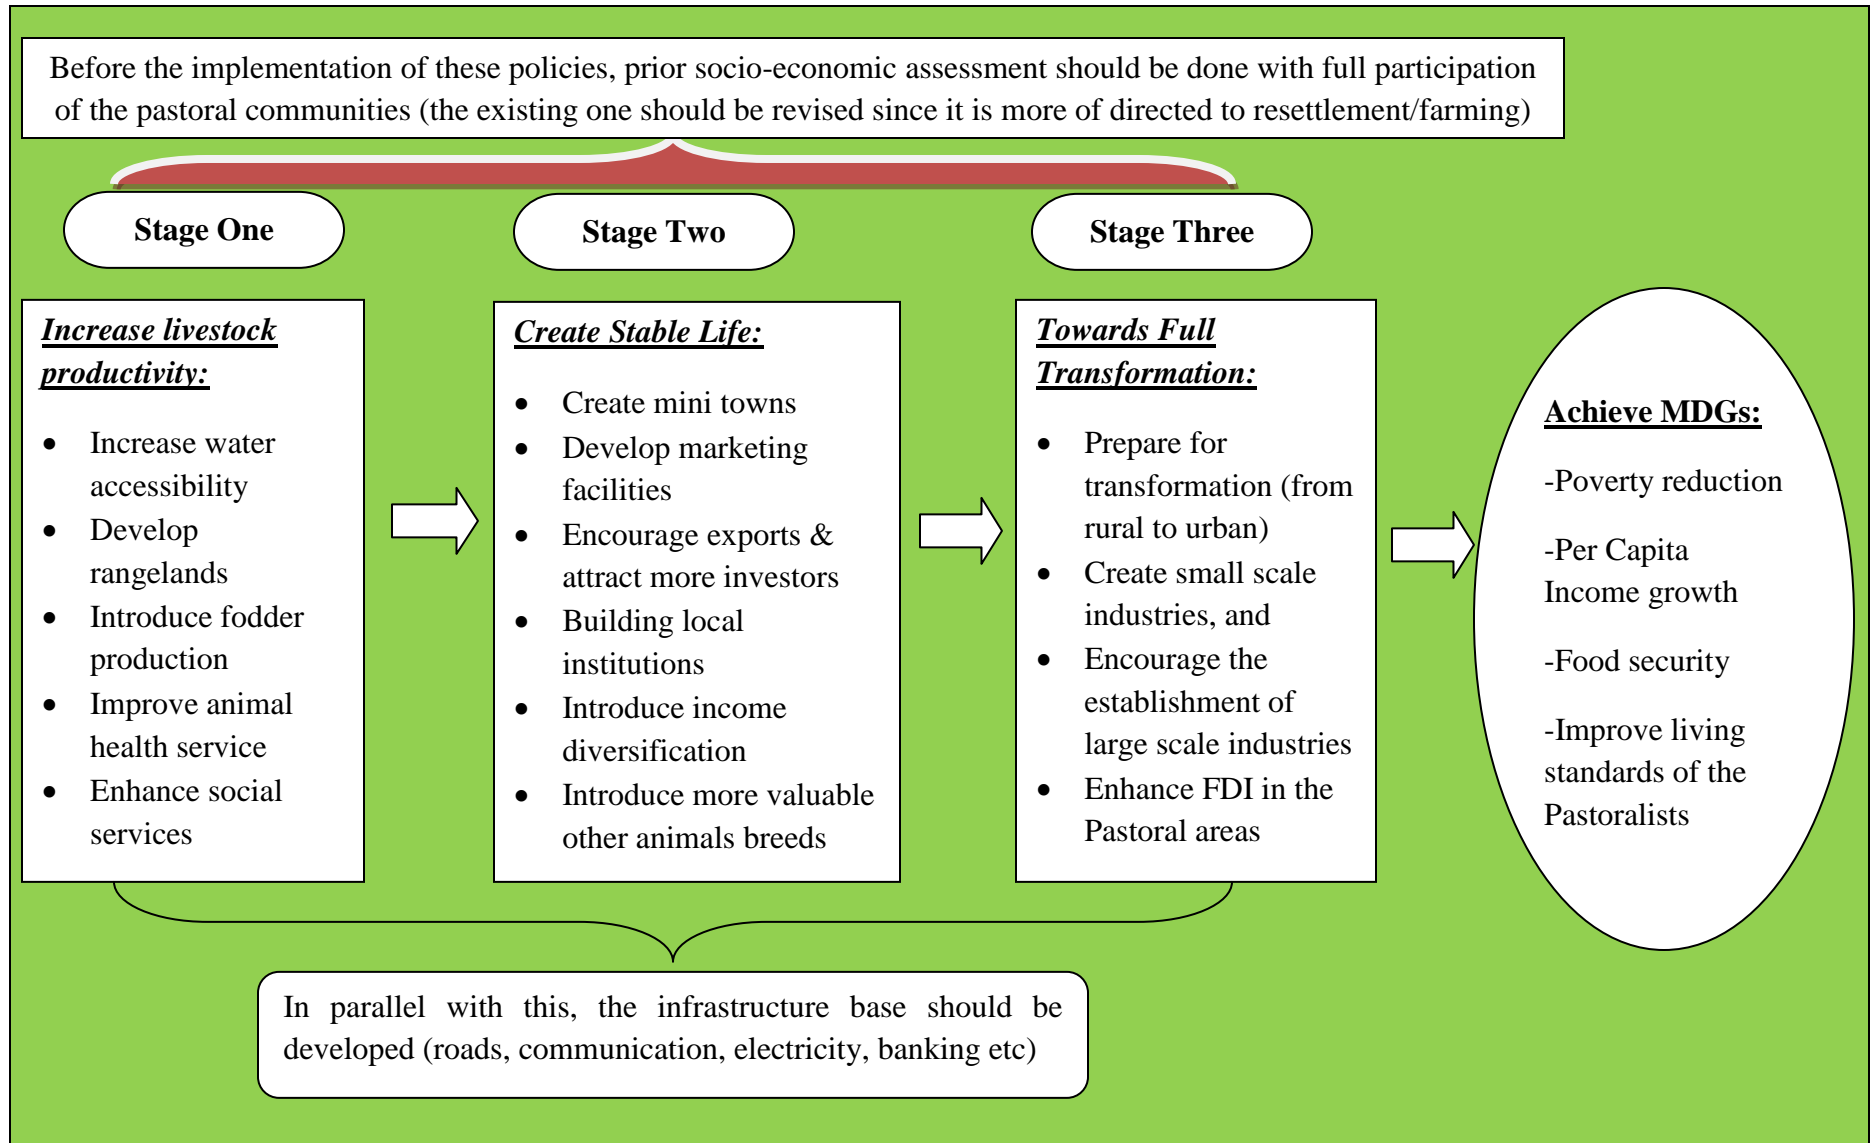 Before the implementation of these policies, prior socio-economic assessment should be done with full participation
of the pastoral communities (the existing one should be revised since it is more of directed to resettlement/farming)
Stage One
Stage Two
Stage Three
Increase livestock
productivity:
• Increase water
accessibility
• Develop
rangelands
• Introduce fodder
production
• Improve animal
health service
• Enhance social
services
Create Stable Life:
• Create mini towns
• Develop marketing
facilities
• Encourage exports &
attract more investors
• Building local
institutions
• Introduce income
diversification
• Introduce more valuable
other animals breeds
Towards Full
Transformation:
• Prepare for
transformation (from
rural to urban)
• Create small scale
industries, and
• Encourage the
establishment of
large scale industries
• Enhance FDI in the
Pastoral areas
Achieve MDGs:
-Poverty reduction
-Per Capita
Income growth
-Food security
-Improve living
standards of the
Pastoralists
In parallel with this, the infrastructure base should be
developed (roads, communication, electricity, banking etc)